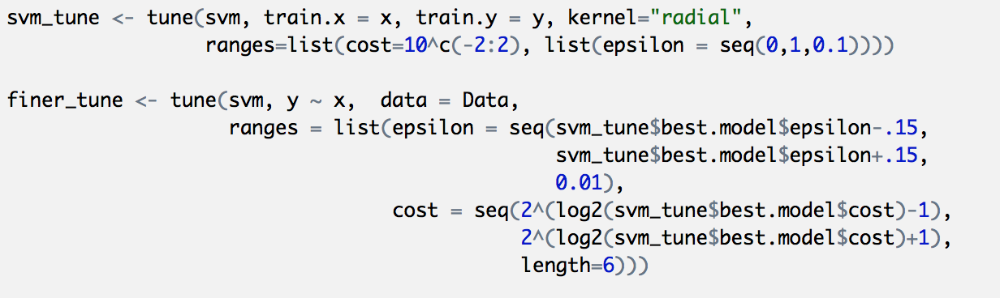 svm_tune <- tune(svm, train.x = x, train.y = y, kernel="radial",
ranges=list(cost=10^c(-2:2), list(epsilon = seq(0,1,0.1))))
finer_tune <- tune(svm, y ~ x,  data = Data,
ranges = list(epsilon = seq(svm_tune$best.model$epsilon-.15,
svm_tune$best.model$epsilon+.15,
0.01),
cost = seq(2^(log2(svm_tune$best.model$cost)-1),
2^(log2(svm_tune$best.model$cost)+1),
length=6)))